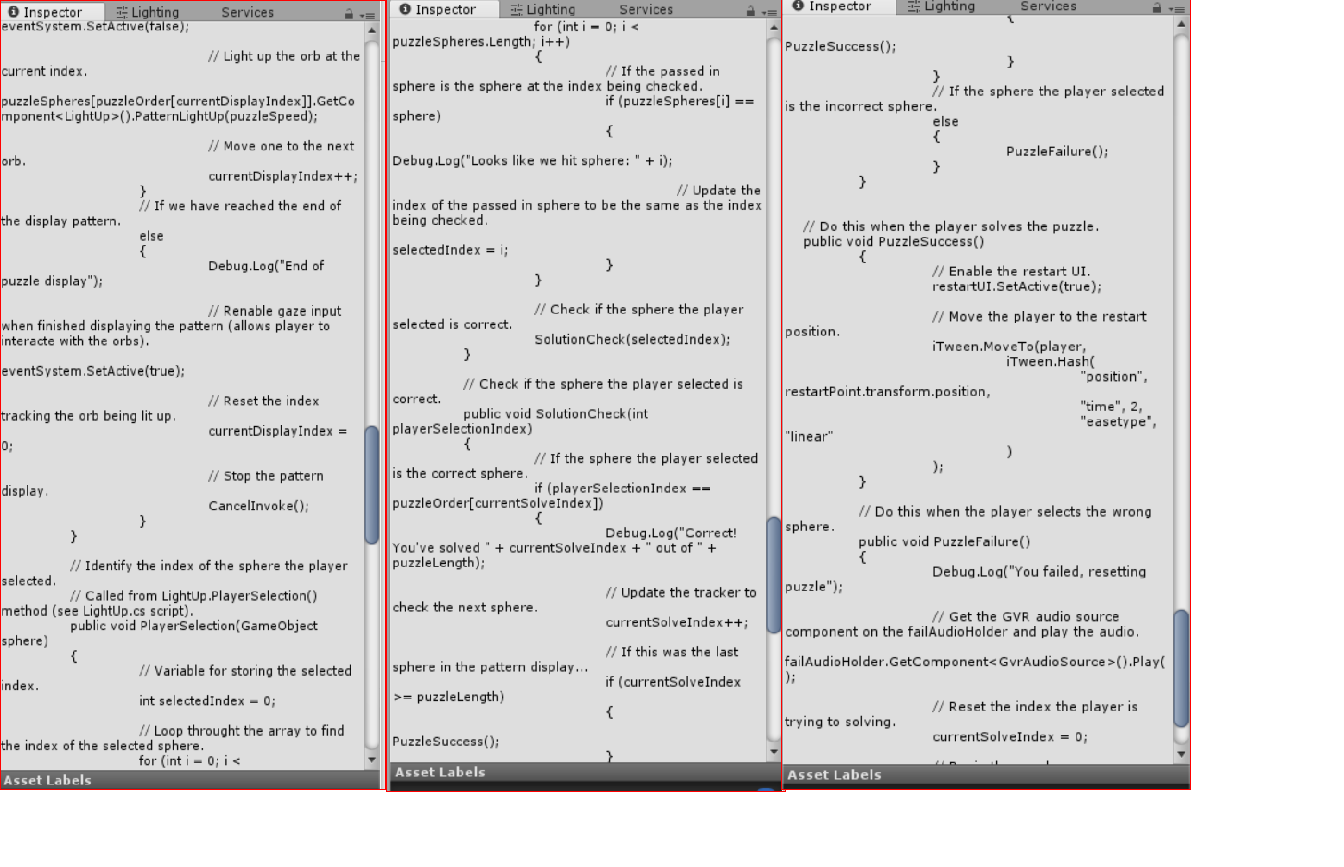 Inspector
Lighting
Services
eventSystem.SetActive(false);
// Light up the orb at the
current index.
puzzleSpheres[puzzleOrder[currentDisplayIndex]].GetCo
mponent<LightUp>().PatternLightUp(puzzleSpeed);
// Move one to the next
orb.
currentDisplayIndex++;
}
// If we have reached the end of
the display pattern.
else
{
Debug.Log("End of
puzzle display");
// Renable gaze input
when finished displaying the pattern (allows player to
interact with the orbs).
eventSystem.SetActive(true);
// Reset the index
tracking the orb being lit up.
currentDisplayIndex =
0;
// Stop the pattern
display.
CancelInvoke();
}
}
// Identify the index of the sphere the player
selected.
// Called from LightUp.PlayerSelection()
method (see LightUp.cs script).
public void PlayerSelection(GameObject
sphere)
{
// Variable for storing the selected
index.
int selectedIndex = 0;
// Loop throught the array to find
the index of the selected sphere.
for (int i = 0; i <
Asset Labels
Inspector
Lighting
Services
for (int i = 0; i <
puzzleSpheres.Length; i++)
{
// If the passed in
sphere is the sphere at the index being checked.
if (puzzleSpheres[i] ==
sphere)
{
Debug.Log("Looks like we hit sphere: " + i);
// Update the
index of the passed in sphere to be the same as the index
being checked.
selectedIndex = i;
}
}
// Check if the sphere the player
selected is correct.
SolutionCheck(selectedIndex);
}
// Check if the sphere the player selected is
correct.
public void SolutionCheck(int
playerSelectionIndex)
{
// If the sphere the player selected
is the correct sphere.
if (playerSelectionIndex ==
puzzleOrder[currentSolveIndex])
{
Debug.Log("Correct!
You've solved " + currentSolveIndex + " out of " +
puzzleLength);
// Update the tracker to
check the next sphere.
currentSolveIndex++;
// If this was the last
sphere in the pattern display...
if (currentSolveIndex
>= puzzleLength)
{
PuzzleSuccess();
}
Asset Labels
Inspector
Lighting
Services
{
PuzzleSuccess();
}
}
// If the sphere the player selected
is the incorrect sphere.
else
{
PuzzleFailure();
}
}
// Do this when the player solves the puzzle.
public void PuzzleSuccess()
{
// Enable the restart UI.
restartUI.SetActive(true);
// Move the player to the restart
position.
iTween.MoveTo(player,
iTween.Hash(
"position",
restartPoint.transform.position,
"time", 2,
"easetype",
"linear"
)
);
}
// Do this when the player selects the wrong
sphere.
public void PuzzleFailure()
{
Debug.Log("You failed, resetting
puzzle");
// Get the GVR audio source
component on the failAudioHolder and play the audio.
failAudioHolder.GetComponent<GvrAudioSource>().Play(
);
// Reset the index the player is
trying to solving.
currentSolveIndex = 0;
Asset Labels